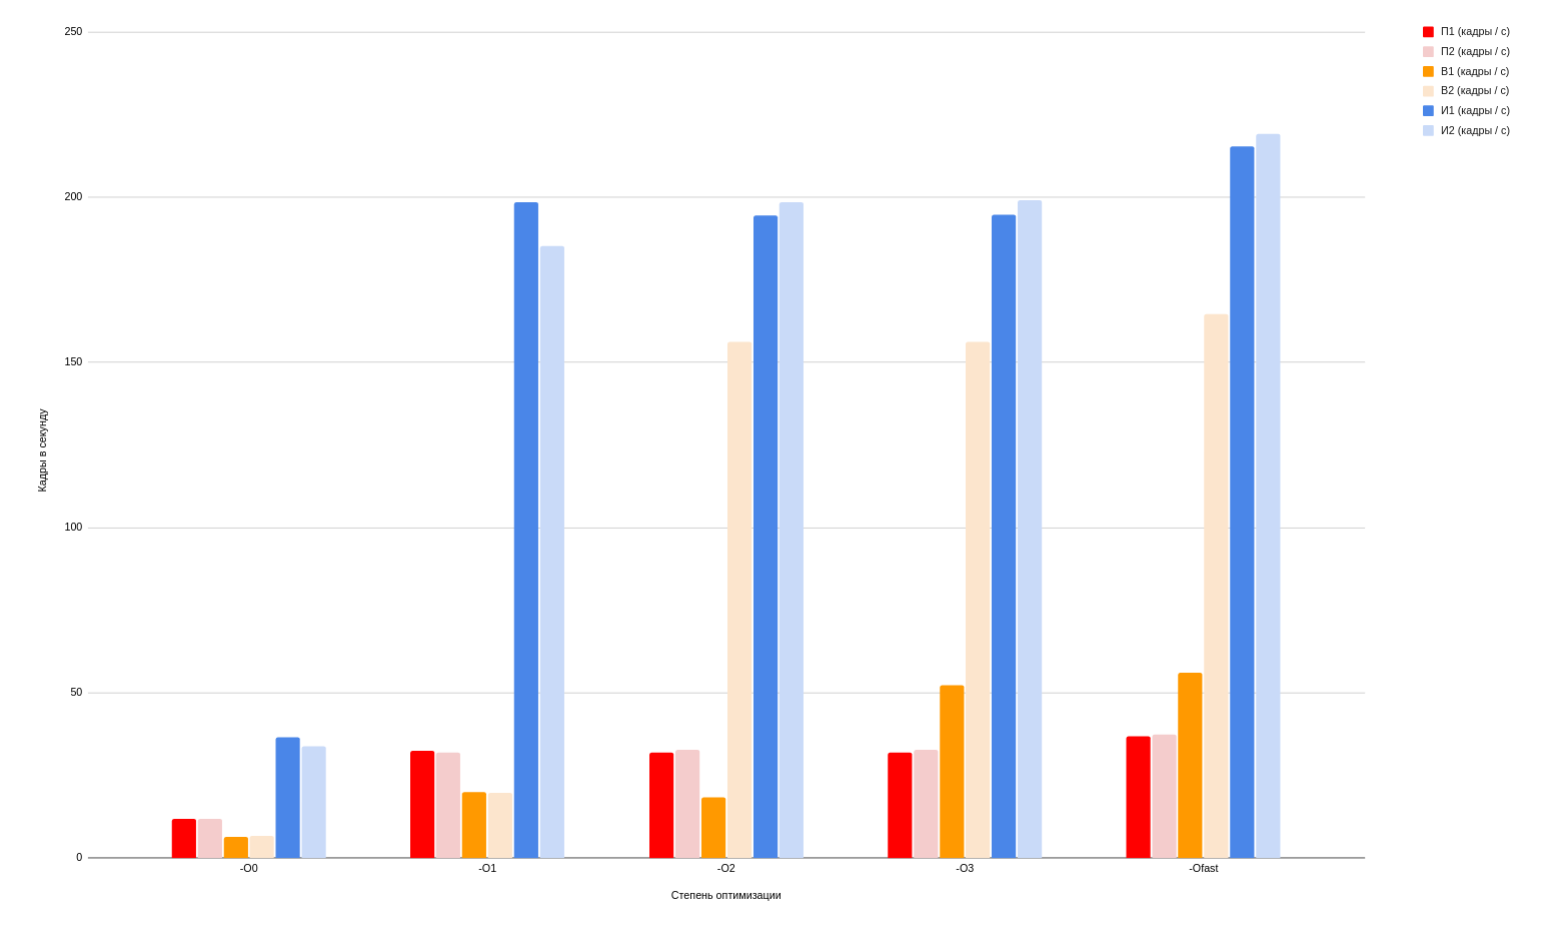 250
200
150
100
50
0
Кадры в секунду
-O0
-O1
-O2
-O3
-Ofast
Степень оптимизации
П1 (кадры / с)
П2 (кадры / с)
В1 (кадры / с)
В2 (кадры / с)
И1 (кадры / с)
И2 (кадры / с)